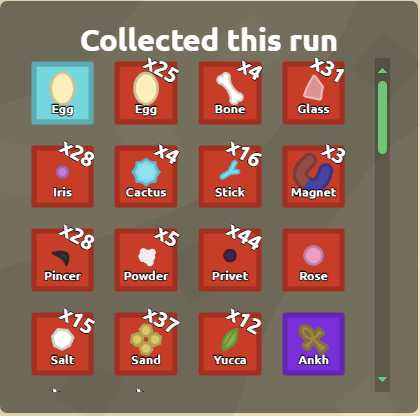 Collected this run
Egg
x25
Egg
x4
Bone
x31
Glass
x28
Iris
x4
Cactus
x16
Stick
x3
Magnet
x28
Pincer
x5
Powder
x44
Privet
Rose
x15
Salt
x37
Sand
x12
Yucca
Ankh